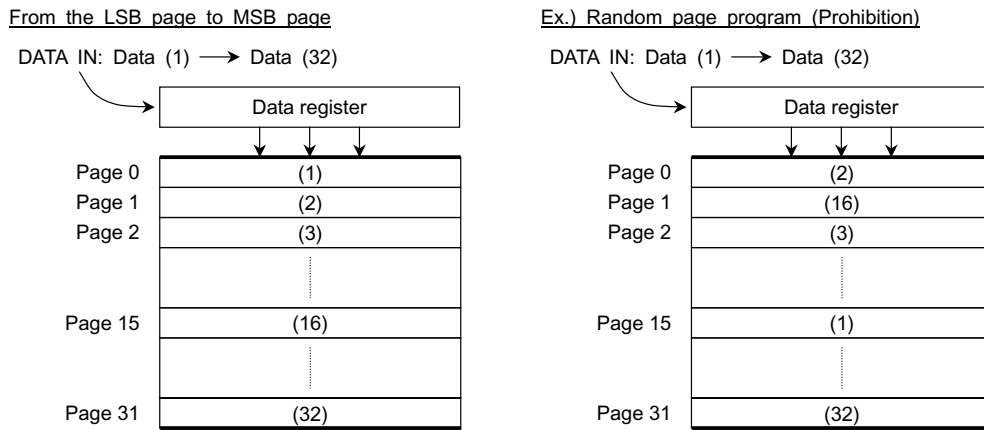 From the LSB page to MSB page
DATA IN: Data (1) → Data (32)
Data register
Page 0 (1)
Page 1 (2)
Page 2 (3)
Page 15 (16)
Page 31 (32)
Ex.) Random page program (Prohibition)
DATA IN: Data (1) → Data (32)
Data register
Page 0 (2)
Page 1 (16)
Page 2 (3)
Page 15 (1)
Page 31 (32)